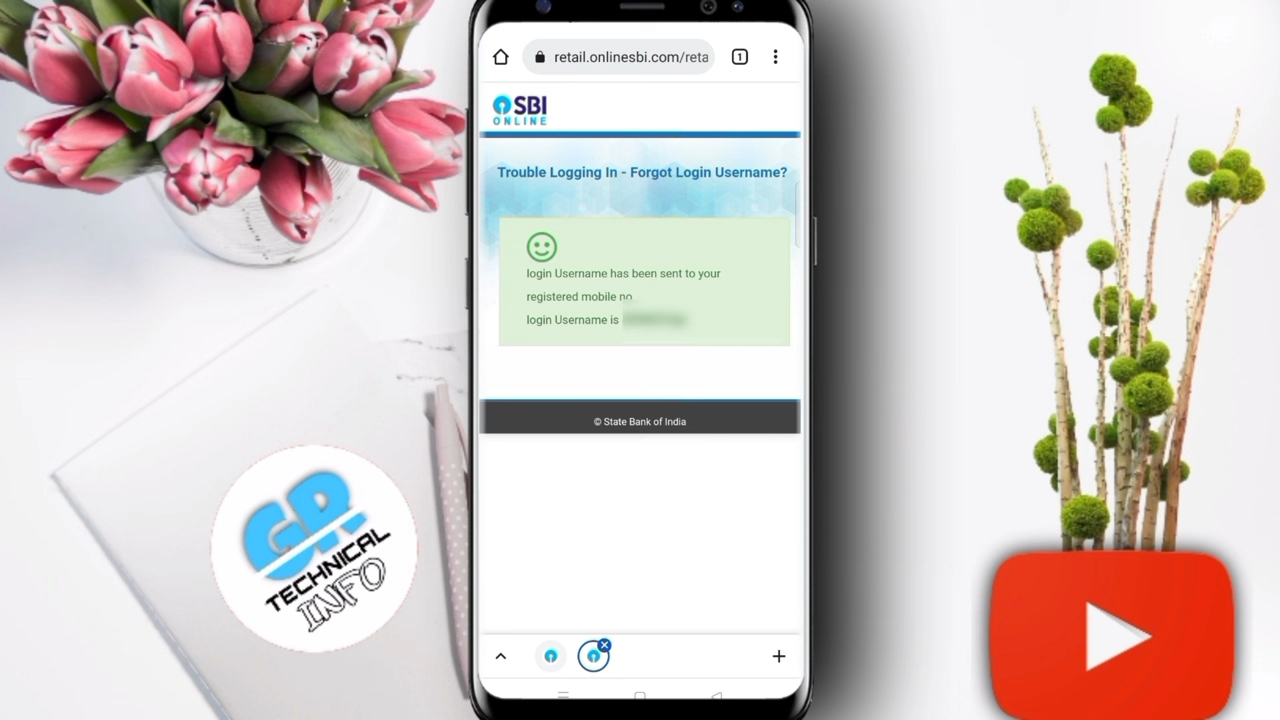 retail.onlinesbi.com/reta
1
SBI
ONLINE
Trouble Logging In - Forgot Login Username?
login Username has been sent to your
registered mobile no
login Username is
© State Bank of India
GR
TECHNICAL
INFO